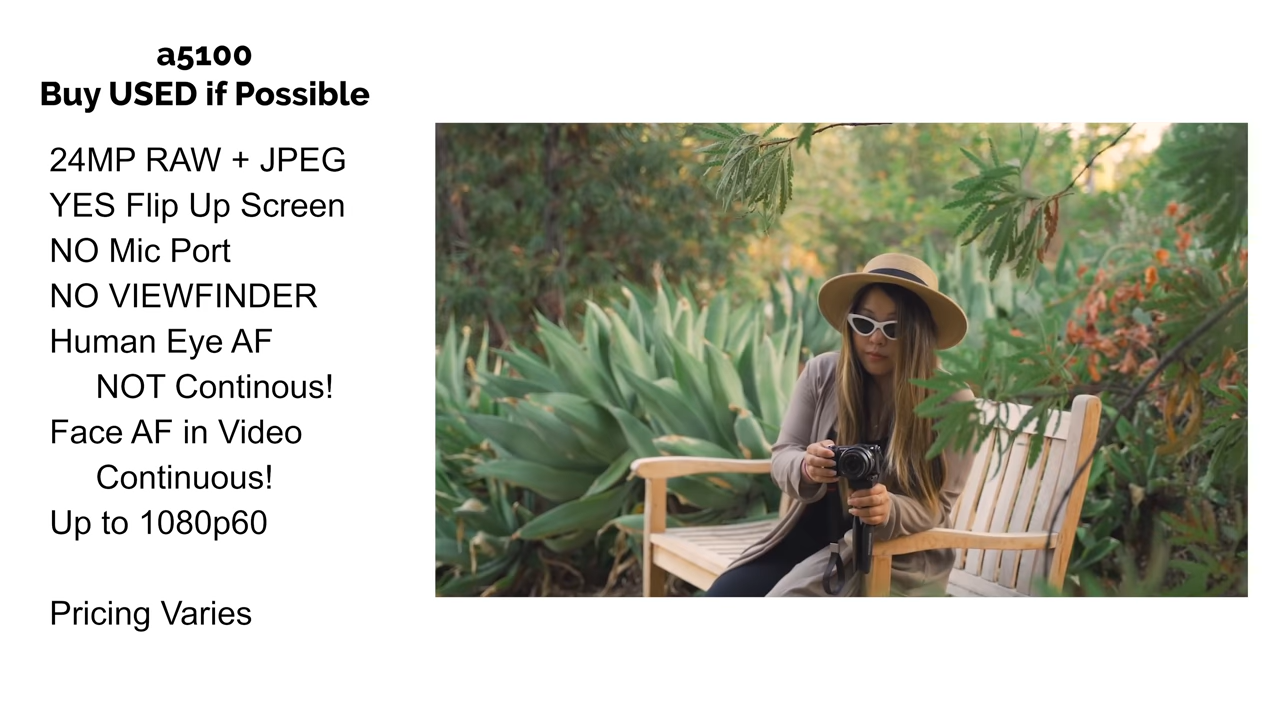 a5100
Buy USED if Possible
24MP RAW + JPEG
YES Flip Up Screen
NO Mic Port
NO VIEWFINDER
Human Eye AF
NOT Continous!
Face AF in Video
Continuous!
Up to 1080p60
Pricing Varies